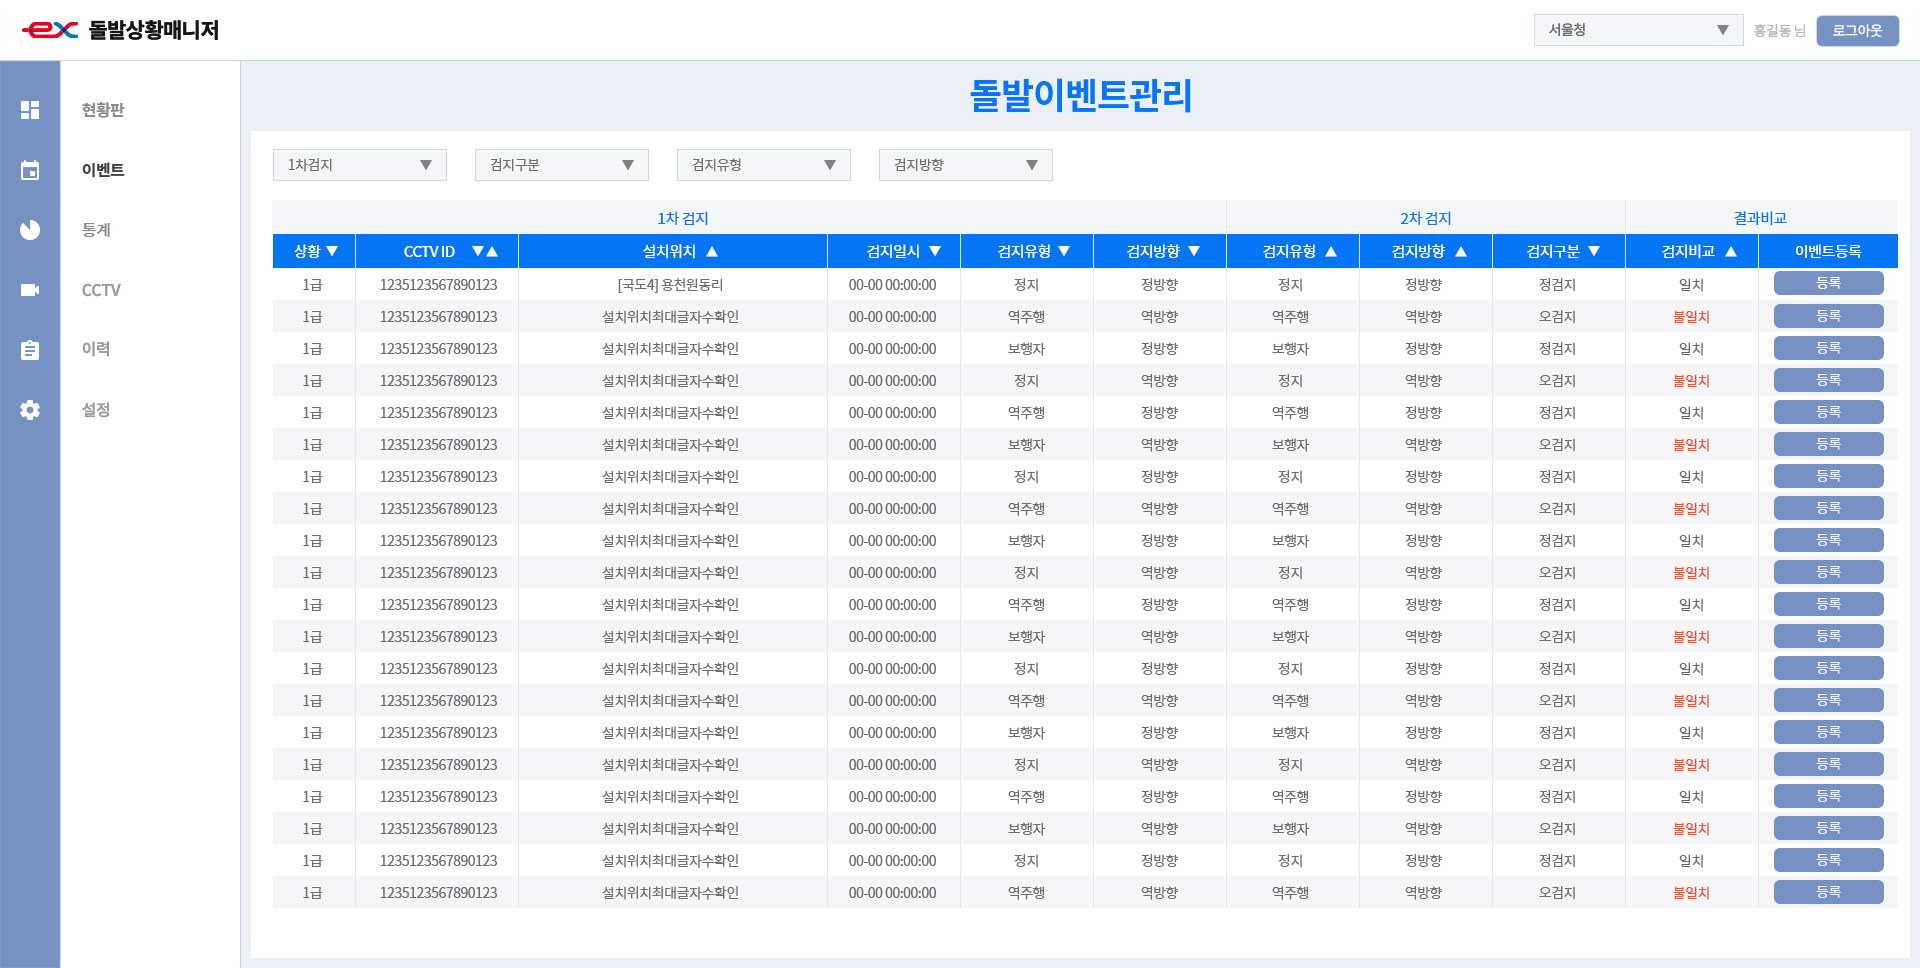 ex 돌발상황매니저
서울청 ▼ 홍길동 님 로그아웃
현황판
이벤트
통계
CCTV
이력
설정
돌발이벤트관리
1차검지 ▼ 검지구분 ▼ 검지유형 ▼ 검지방향 ▼
1차 검지 2차 검지 결과비교
상황 ▼ CCTV ID ▼▲ 설치위치 ▲ 검지일시 ▼ 검지유형 ▼ 검지방향 ▼ 검지유형 ▲ 검지방향 ▲ 검지구분 ▼ 검지비교 ▲ 이벤트등록
1급 1235123567890123 [국도4] 용천원동리 00-00 00:00:00 정지 정방향 정지 정방향 정검지 일치 등록
1급 1235123567890123 설치위치최대글자수확인 00-00 00:00:00 역주행 역방향 역주행 역방향 오검지 불일치 등록
1급 1235123567890123 설치위치최대글자수확인 00-00 00:00:00 보행자 정방향 보행자 정방향 정검지 일치 등록
1급 1235123567890123 설치위치최대글자수확인 00-00 00:00:00 정지 역방향 정지 역방향 오검지 불일치 등록
1급 1235123567890123 설치위치최대글자수확인 00-00 00:00:00 역주행 정방향 역주행 정방향 정검지 일치 등록
1급 1235123567890123 설치위치최대글자수확인 00-00 00:00:00 보행자 역방향 보행자 역방향 오검지 불일치 등록
1급 1235123567890123 설치위치최대글자수확인 00-00 00:00:00 정지 정방향 정지 정방향 정검지 일치 등록
1급 1235123567890123 설치위치최대글자수확인 00-00 00:00:00 역주행 역방향 역주행 역방향 오검지 불일치 등록
1급 1235123567890123 설치위치최대글자수확인 00-00 00:00:00 보행자 정방향 보행자 정방향 정검지 일치 등록
1급 1235123567890123 설치위치최대글자수확인 00-00 00:00:00 정지 역방향 정지 역방향 오검지 불일치 등록
1급 1235123567890123 설치위치최대글자수확인 00-00 00:00:00 역주행 정방향 역주행 정방향 정검지 일치 등록
1급 1235123567890123 설치위치최대글자수확인 00-00 00:00:00 보행자 역방향 보행자 역방향 오검지 불일치 등록
1급 1235123567890123 설치위치최대글자수확인 00-00 00:00:00 정지 정방향 정지 정방향 정검지 일치 등록
1급 1235123567890123 설치위치최대글자수확인 00-00 00:00:00 역주행 역방향 역주행 역방향 오검지 불일치 등록
1급 1235123567890123 설치위치최대글자수확인 00-00 00:00:00 보행자 정방향 보행자 정방향 정검지 일치 등록
1급 1235123567890123 설치위치최대글자수확인 00-00 00:00:00 정지 역방향 정지 역방향 오검지 불일치 등록
1급 1235123567890123 설치위치최대글자수확인 00-00 00:00:00 역주행 정방향 역주행 정방향 정검지 일치 등록
1급 1235123567890123 설치위치최대글자수확인 00-00 00:00:00 보행자 역방향 보행자 역방향 오검지 불일치 등록
1급 1235123567890123 설치위치최대글자수확인 00-00 00:00:00 정지 정방향 정지 정방향 정검지 일치 등록
1급 1235123567890123 설치위치최대글자수확인 00-00 00:00:00 역주행 역방향 역주행 역방향 오검지 불일치 등록